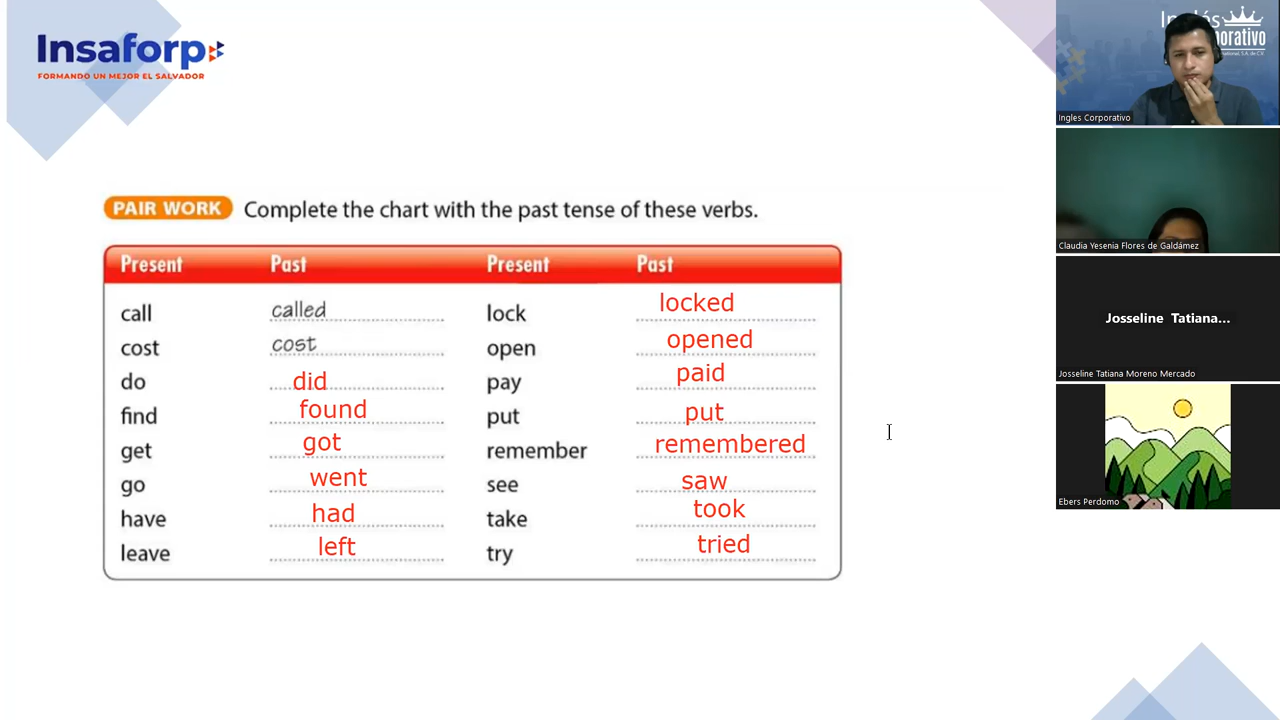 Insaforp
FORMANDO UN MEJOR EL SALVADOR
PAIR WORK Complete the chart with the past tense of these verbs.
Present Past Present Past
call called lock locked
cost cost open opened
do did pay paid
find found put put
get got remember remembered
go went see saw
have had take took
leave left try tried
Ingles Corporativo
Claudia Yesenia Flores de Galdámez
Josseline Tatiana...
Josseline Tatiana Moreno Mercado
Ebers Perdomo